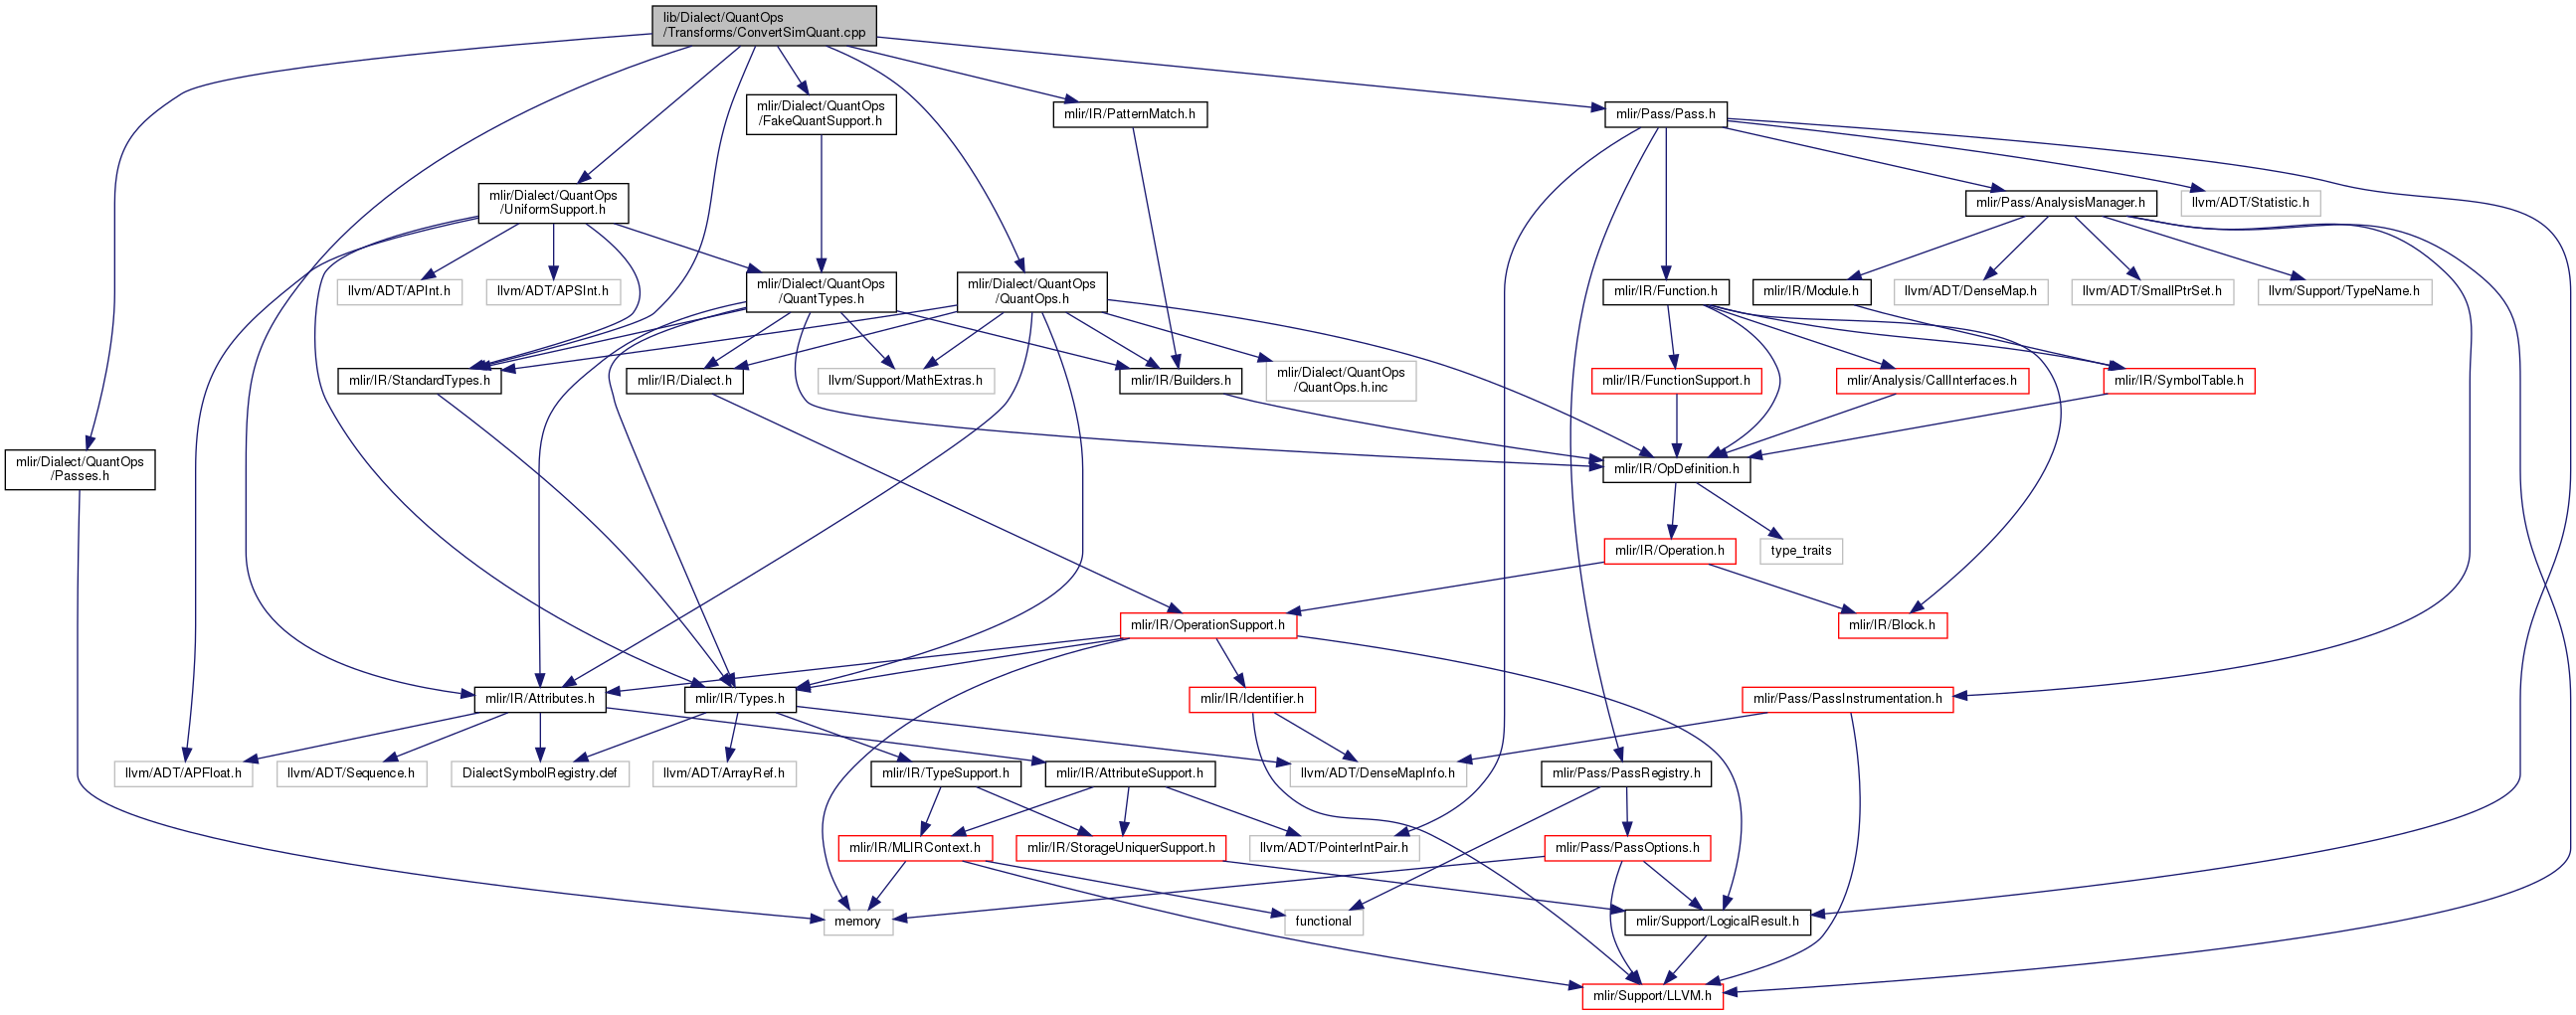 lib/Dialect/QuantOps
/Transforms/ConvertSimQuant.cpp
mlir/Dialect/QuantOps
/FakeQuantSupport.h
mlir/IR/PatternMatch.h
mlir/Pass/Pass.h
mlir/Dialect/QuantOps
/UniformSupport.h
mlir/Pass/AnalysisManager.h
llvm/ADT/Statistic.h
llvm/ADT/APInt.h
llvm/ADT/APSInt.h
mlir/Dialect/QuantOps
/QuantTypes.h
mlir/Dialect/QuantOps
/QuantOps.h
mlir/IR/Function.h
mlir/IR/Module.h
llvm/ADT/DenseMap.h
llvm/ADT/SmallPtrSet.h
llvm/Support/TypeName.h
mlir/IR/StandardTypes.h
mlir/IR/Dialect.h
llvm/Support/MathExtras.h
mlir/IR/Builders.h
mlir/Dialect/QuantOps
/QuantOps.h.inc
mlir/IR/FunctionSupport.h
mlir/Analysis/CallInterfaces.h
mlir/IR/SymbolTable.h
mlir/Dialect/QuantOps
/Passes.h
mlir/IR/OpDefinition.h
mlir/IR/Operation.h
type_traits
mlir/IR/OperationSupport.h
mlir/IR/Block.h
mlir/IR/Attributes.h
mlir/IR/Types.h
mlir/IR/Identifier.h
mlir/Pass/PassInstrumentation.h
llvm/ADT/APFloat.h
llvm/ADT/Sequence.h
DialectSymbolRegistry.def
llvm/ADT/ArrayRef.h
mlir/IR/TypeSupport.h
mlir/IR/AttributeSupport.h
llvm/ADT/DenseMapInfo.h
mlir/Pass/PassRegistry.h
mlir/IR/MLIRContext.h
mlir/IR/StorageUniquerSupport.h
llvm/ADT/PointerIntPair.h
mlir/Pass/PassOptions.h
memory
functional
mlir/Support/LogicalResult.h
mlir/Support/LLVM.h